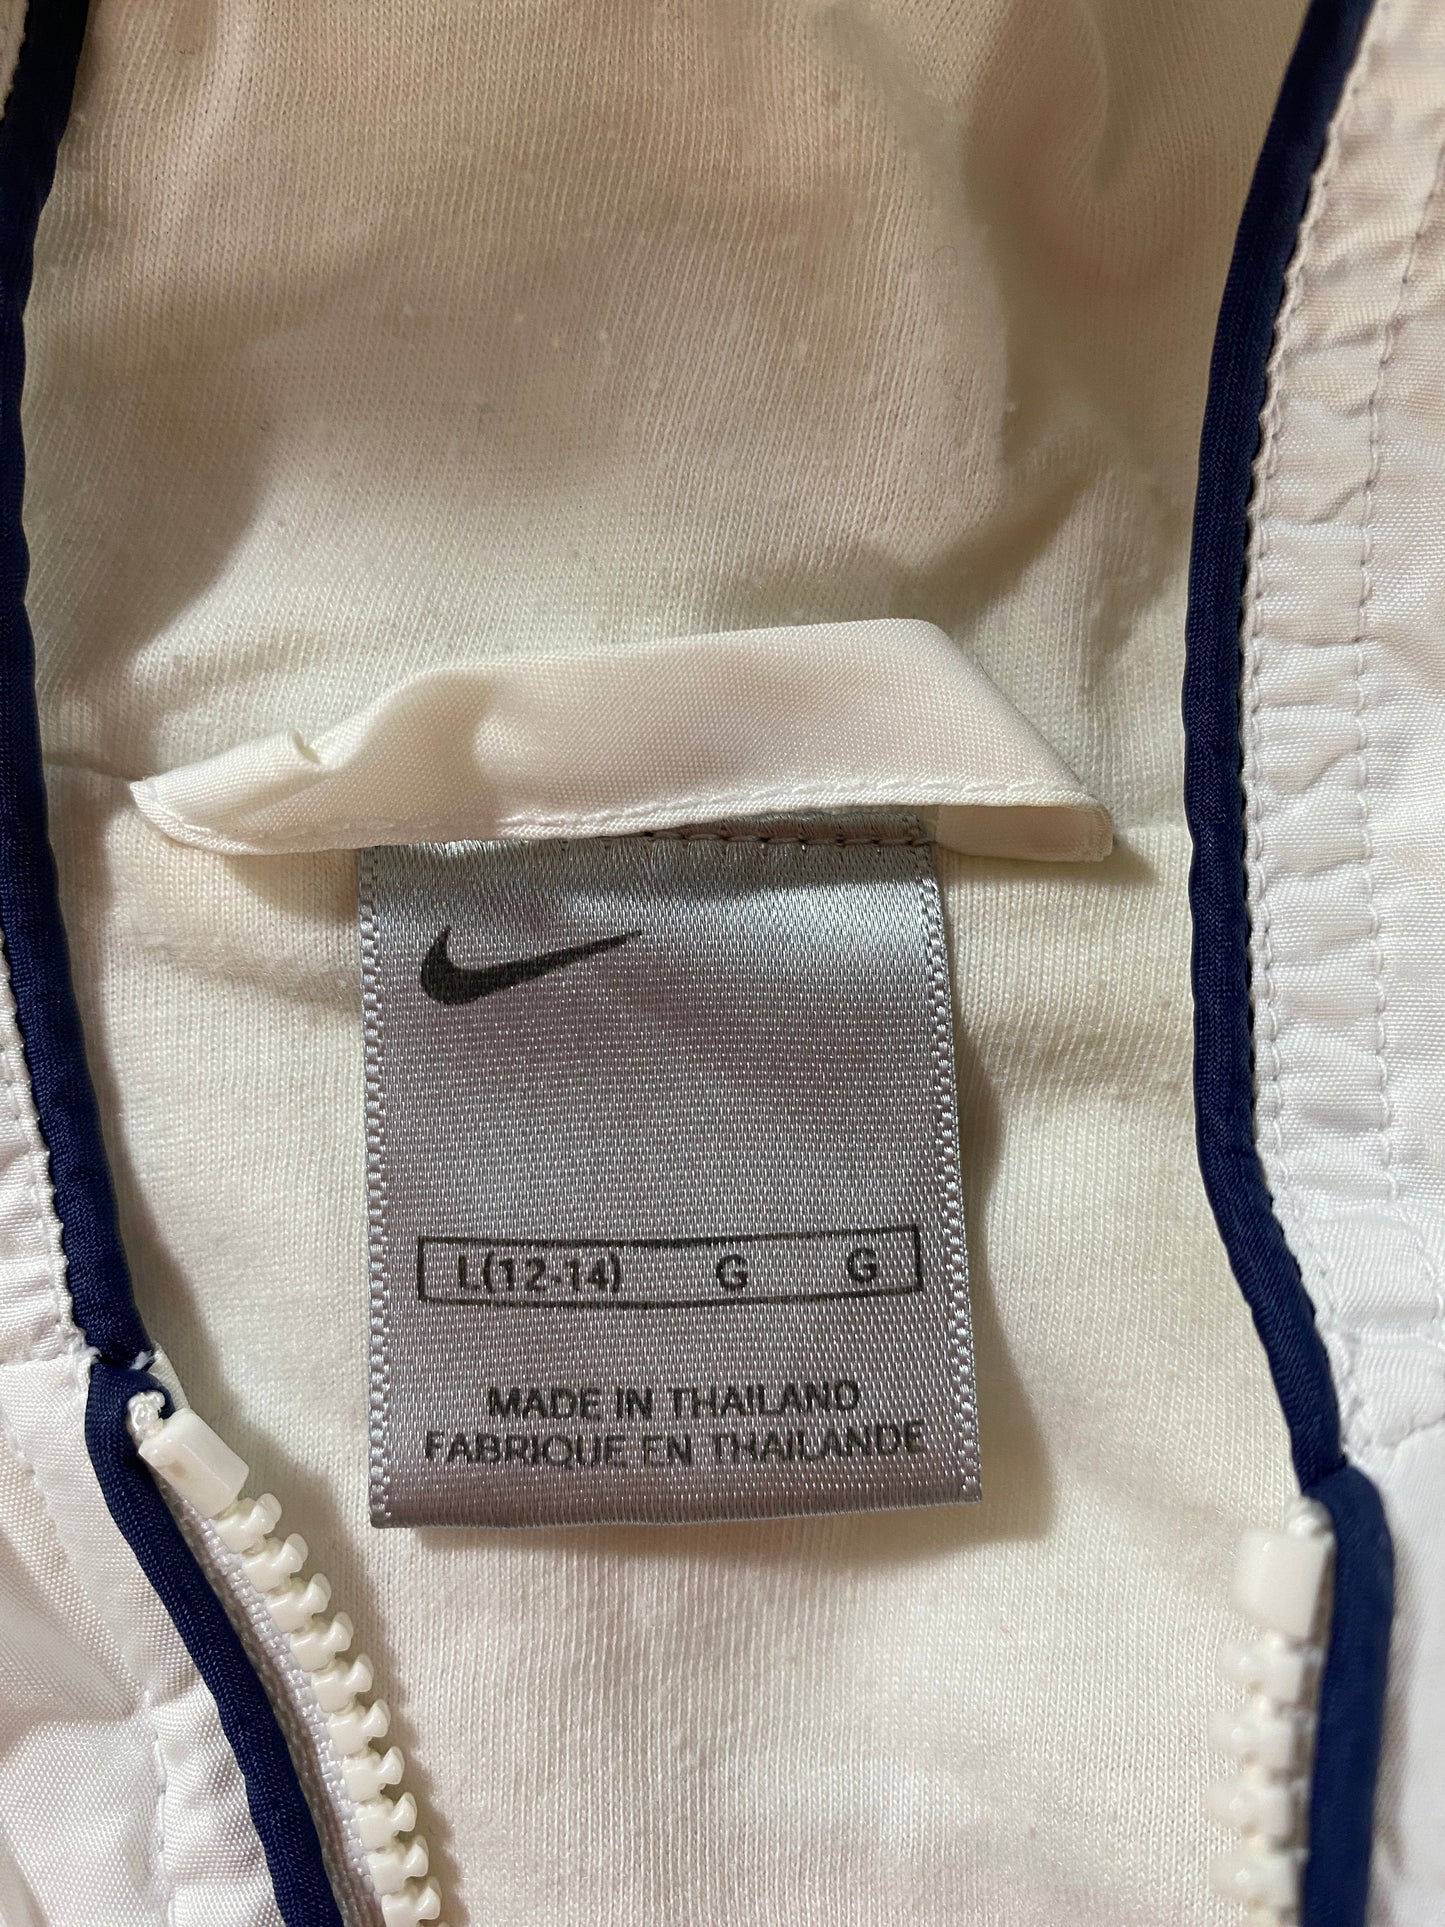 L(12-14) G G
MADE IN THAILAND
FABRIQUE EN THAILANDE